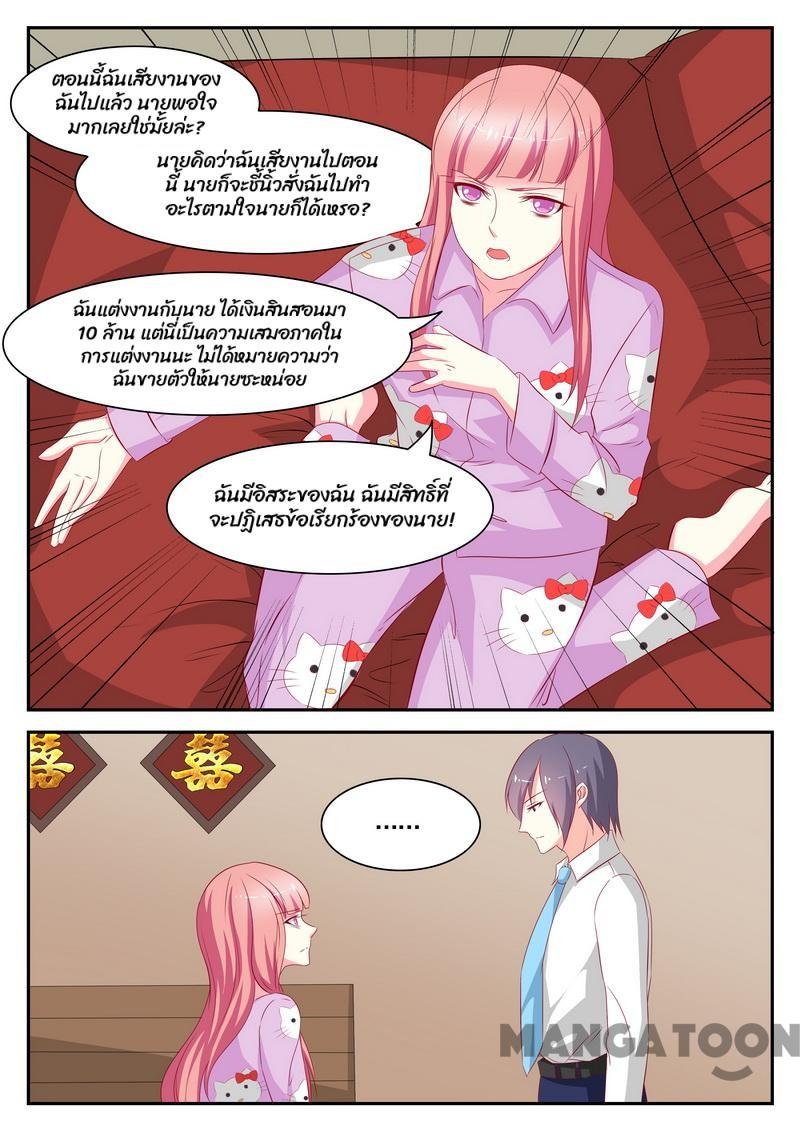 ตอนนี้ฉันเสียงานของ
ฉันไปแล้ว นายพอใจ
มากเลยใช่มั้ยล่ะ?
นายคิดว่าฉันเสียงานไปตอน
นี้ นายก็จะชี้นิ้วสั่งฉันไปทำ
อะไรตามใจนายก็ได้เหรอ?
ฉันแต่งงานกับนาย ได้เงินสินสอนมา
10 ล้าน แต่นี่เป็นความเสมอภาคใน
การแต่งงานนะ ไม่ได้หมายความว่า
ฉันขายตัวให้นายซะหน่อย
ฉันมีอิสระของฉัน ฉันมีสิทธิ์ที่
จะปฏิเสธข้อเรียกร้องของนาย!
囍 囍
......
MANGATOON